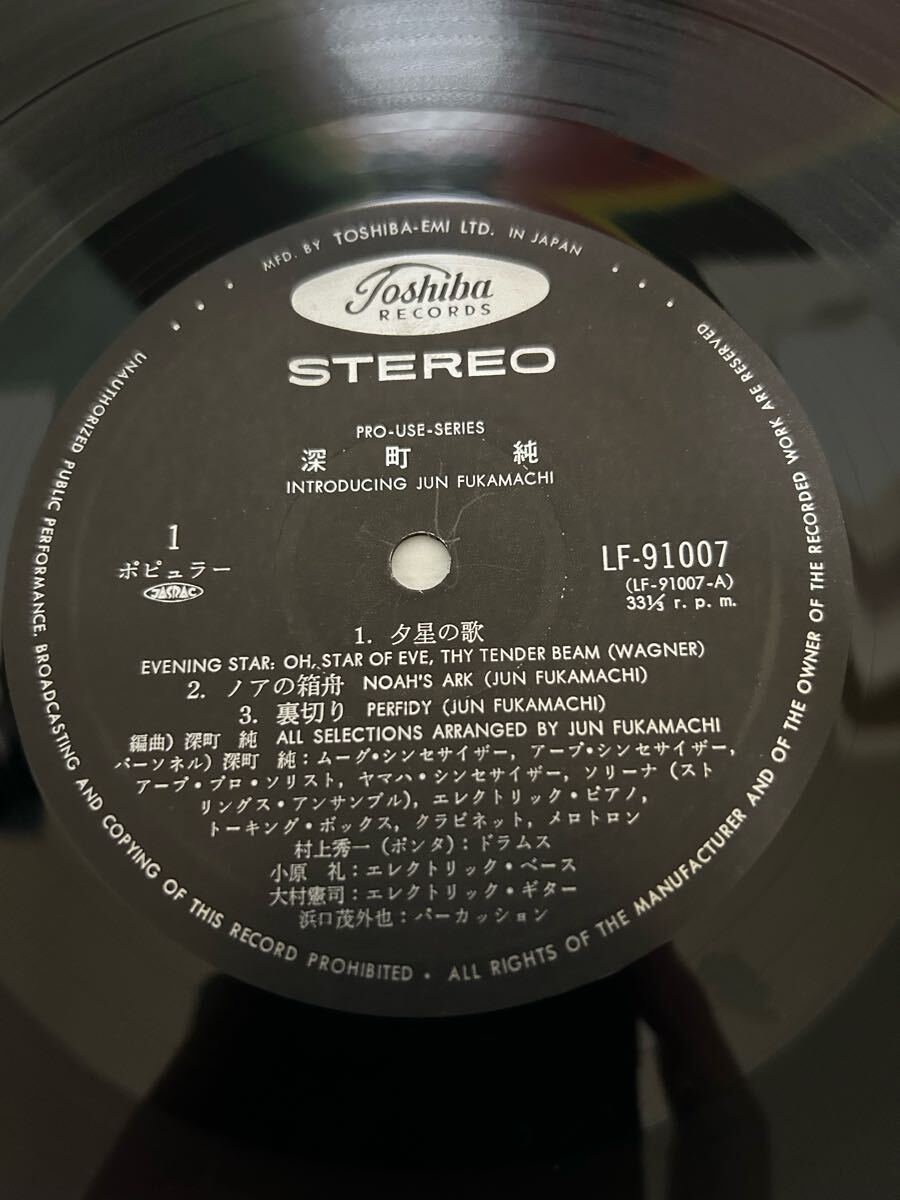 MFD. BY TOSHIBA-EMI LTD. IN JAPAN
Toshiba
RECORDS
STEREO
PRO-USE-SERIES
深町 純
INTRODUCING JUN FUKAMACHI
1
ポピュラー
JASRAC
LF-91007
(LF-91007-A)
33⅓ r.p.m.
1. 夕星の歌
EVENING STAR: OH, STAR OF EVE, THY TENDER BEAM (WAGNER)
2. ノアの箱舟 NOAH'S ARK (JUN FUKAMACHI)
3. 裏切り PERFIDY (JUN FUKAMACHI)
編曲) 深町 純 ALL SELECTIONS ARRANGED BY JUN FUKAMACHI
パーソネル) 深町 純：ムーグ・シンセサイザー, アープ・シンセサイザー,
アープ・プロ・ソリスト, ヤマハ・シンセサイザー, ソリーナ (スト
リングス・アンサンブル), エレクトリック・ピアノ,
トーキング・ボックス, クラビネット, メロトロン
村上秀一 (ポンタ)：ドラムス
小原 礼：エレクトリック・ベース
大村憲司：エレクトリック・ギター
浜口茂外也：パーカッション
UNAUTHORIZED PUBLIC PERFORMANCE, BROADCASTING AND COPYING OF THIS RECORD PROHIBITED • ALL RIGHTS OF THE MANUFACTURER AND OF THE OWNER OF THE RECORDED WORK ARE RESERVED